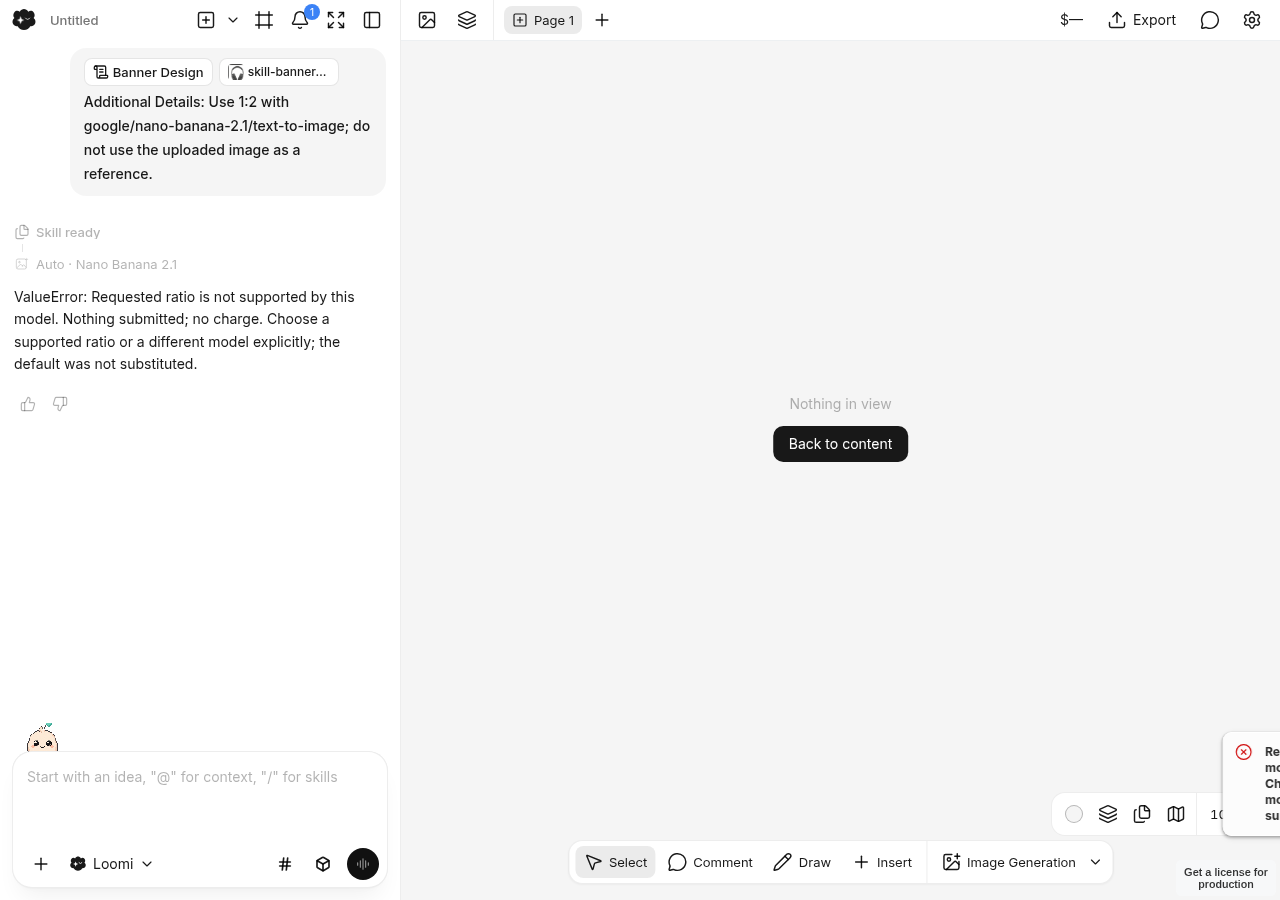 Untitled
1
Page 1
$—
Export
Banner Design
skill-banner...
Additional Details: Use 1:2 with
google/nano-banana-2.1/text-to-image; do
not use the uploaded image as a
reference.
Skill ready
Auto · Nano Banana 2.1
ValueError: Requested ratio is not supported by this
model. Nothing submitted; no charge. Choose a
supported ratio or a different model explicitly; the
default was not substituted.
Nothing in view
Back to content
Start with an idea, "@" for context, "/" for skills
Loomi
Select
Comment
Draw
Insert
Image Generation
Get a license for
production